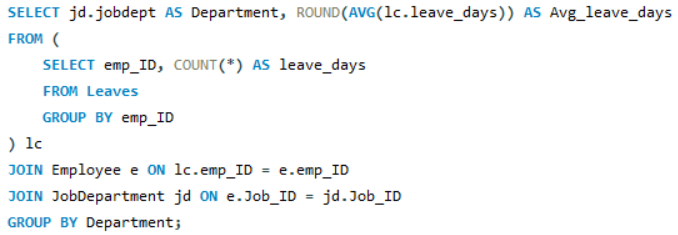 SELECT jd.jobdept AS Department, ROUND(AVG(lc.leave_days)) AS Avg_leave_days
FROM (
    SELECT emp_ID, COUNT(*) AS leave_days
    FROM Leaves
    GROUP BY emp_ID
) lc
JOIN Employee e ON lc.emp_ID = e.emp_ID
JOIN JobDepartment jd ON e.Job_ID = jd.Job_ID
GROUP BY Department;